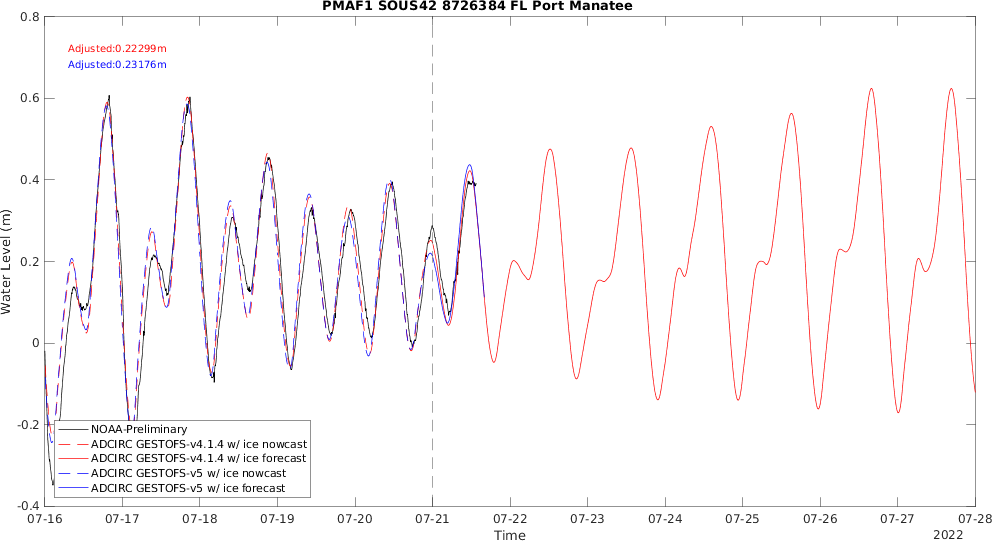 PMAF1 SOUS42 8726384 FL Port Manatee
0.8
Adjusted:0.22299m
Adjusted:0.23176m
0.6
0.4
0.2
0
-0.2
-0.4
Water Level (m)
NOAA-Preliminary
ADCIRC GESTOFS-v4.1.4 w/ ice nowcast
ADCIRC GESTOFS-v4.1.4 w/ ice forecast
ADCIRC GESTOFS-v5 w/ ice nowcast
ADCIRC GESTOFS-v5 w/ ice forecast
07-16 07-17 07-18 07-19 07-20 07-21 07-22 07-23 07-24 07-25 07-26 07-27 07-28
Time
2022